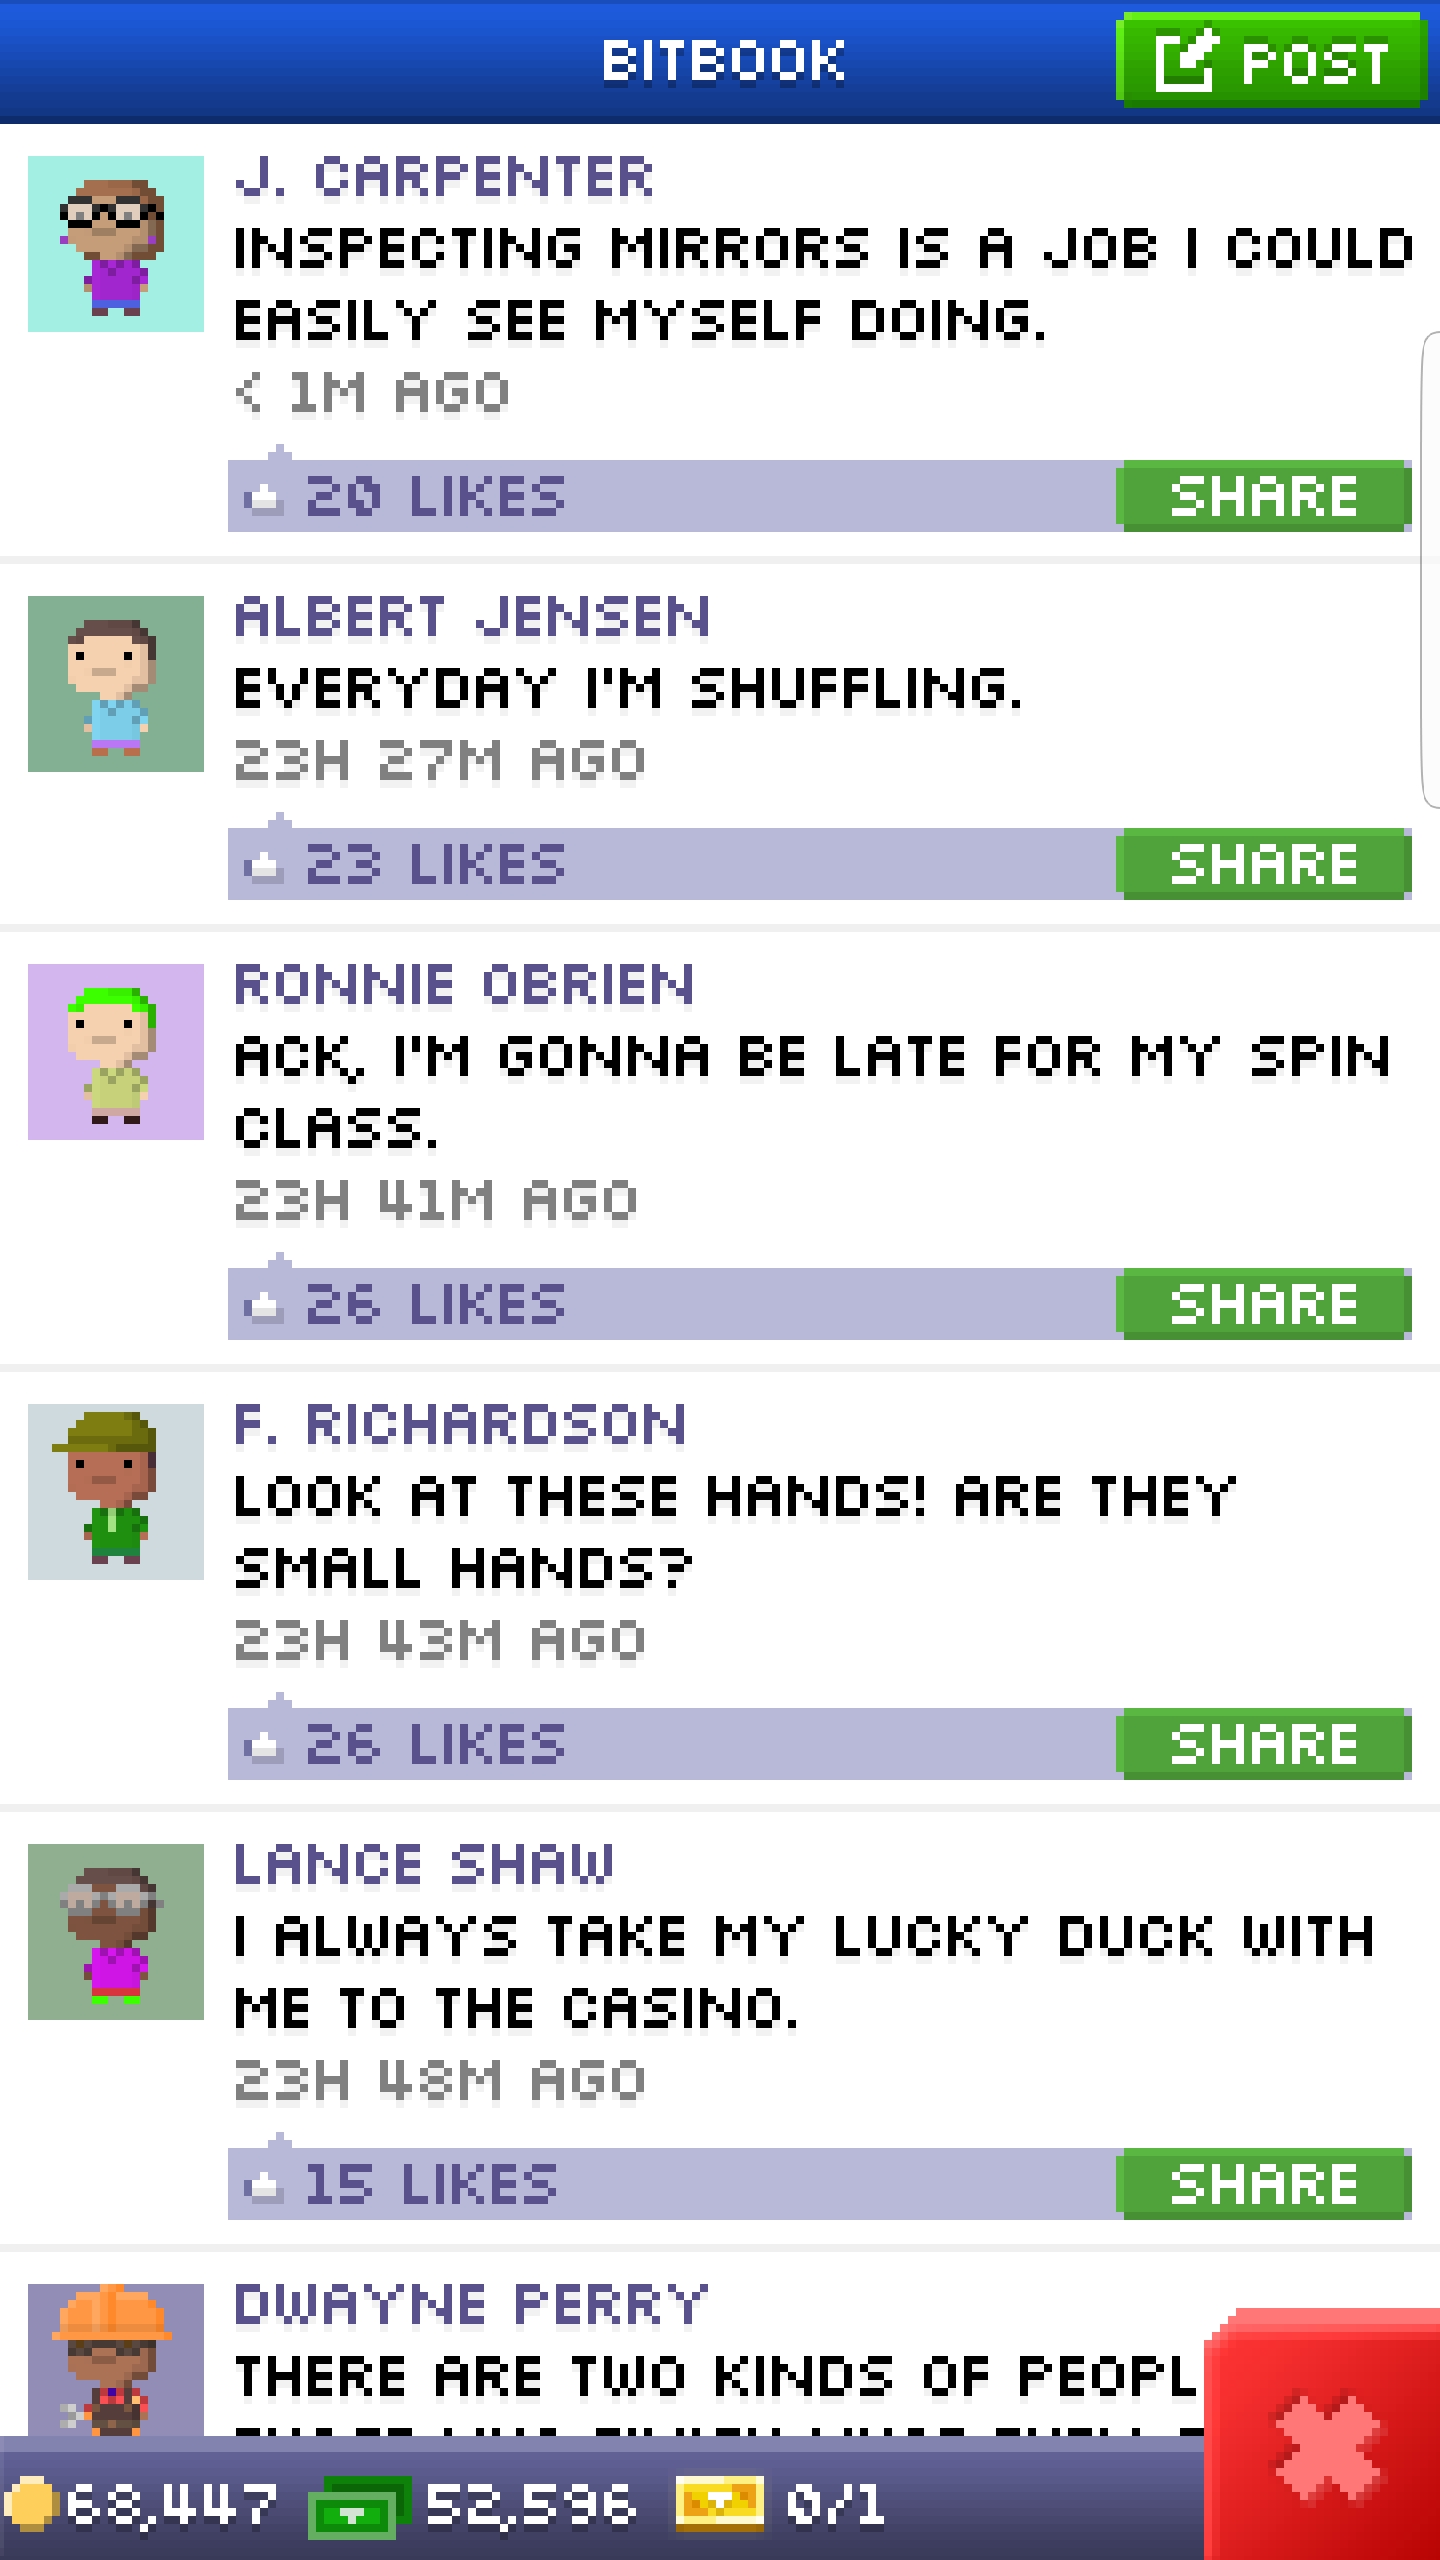 BITBOOK
POST
J. CARPENTER
INSPECTING MIRRORS IS A JOB I COULD
EASILY SEE MYSELF DOING.
< 1M AGO
20 LIKES
SHARE
ALBERT JENSEN
EVERYDAY I'M SHUFFLING.
23H 27M AGO
23 LIKES
SHARE
RONNIE OBRIEN
ACK, I'M GONNA BE LATE FOR MY SPIN
CLASS.
23H 41M AGO
26 LIKES
SHARE
F. RICHARDSON
LOOK AT THESE HANDS! ARE THEY
SMALL HANDS?
23H 43M AGO
26 LIKES
SHARE
LANCE SHAW
I ALWAYS TAKE MY LUCKY DUCK WITH
ME TO THE CASINO.
23H 48M AGO
15 LIKES
SHARE
DWAYNE PERRY
THERE ARE TWO KINDS OF PEOPL
68,447 52,596 0/1